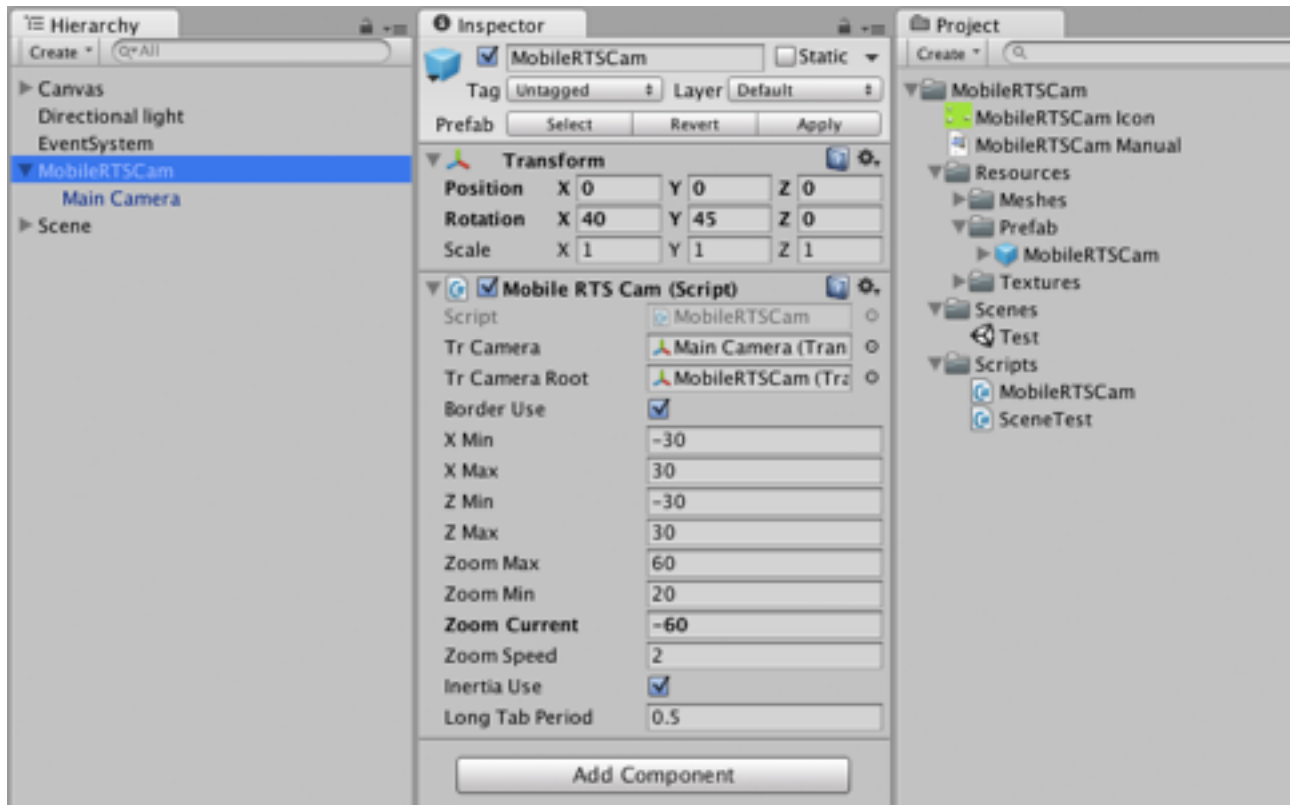 Hierarchy
Create
All
Canvas
Directional light
EventSystem
MobileRTSCam
Main Camera
Scene
Inspector
MobileRTSCam Static
Tag Untagged Layer Default
Prefab Select Revert Apply
Transform
Position X 0 Y 0 Z 0
Rotation X 40 Y 45 Z 0
Scale X 1 Y 1 Z 1
Mobile RTS Cam (Script)
Script MobileRTSCam
Tr Camera Main Camera (Tran
Tr Camera Root MobileRTSCam (Tra
Border Use
X Min -30
X Max 30
Z Min -30
Z Max 30
Zoom Max 60
Zoom Min 20
Zoom Current -60
Zoom Speed 2
Inertia Use
Long Tab Period 0.5
Add Component
Project
Create
MobileRTSCam
MobileRTSCam Icon
MobileRTSCam Manual
Resources
Meshes
Prefab
MobileRTSCam
Textures
Scenes
Test
Scripts
MobileRTSCam
SceneTest